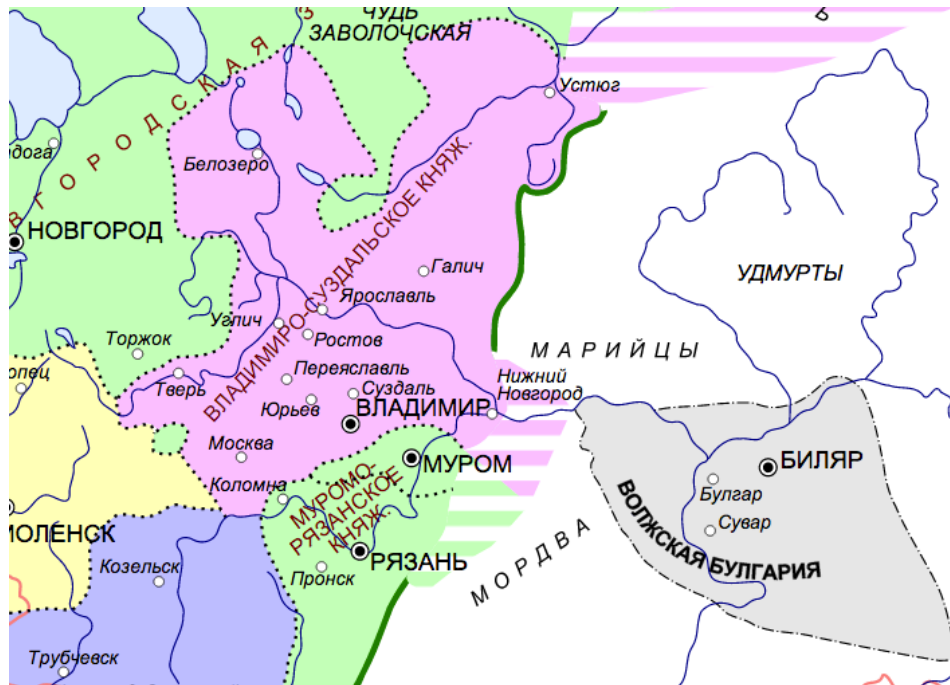 ЧУДЬ
ЗАВОЛОЧСКАЯ
Устюг
Белозеро
НОВГОРОД
ВЛАДИМИРО-СУЗДАЛЬСКОЕ КНЯЖ.
Галич
УДМУРТЫ
Ярославль
Углич
Ростов
Торжок
МАРИЙЦЫ
Тверь
Переяславль
Нижний
Новгород
Суздаль
Юрьев
ВЛАДИМИР
Москва
МУРОМ
БИЛЯР
Коломна
Булгар
МУРОМО-
РЯЗАНСКОЕ
КНЯЖ.
Сувар
ВОЛЖСКАЯ БУЛГАРИЯ
МОРДВА
РЯЗАНЬ
Козельск
Пронск
Трубчевск